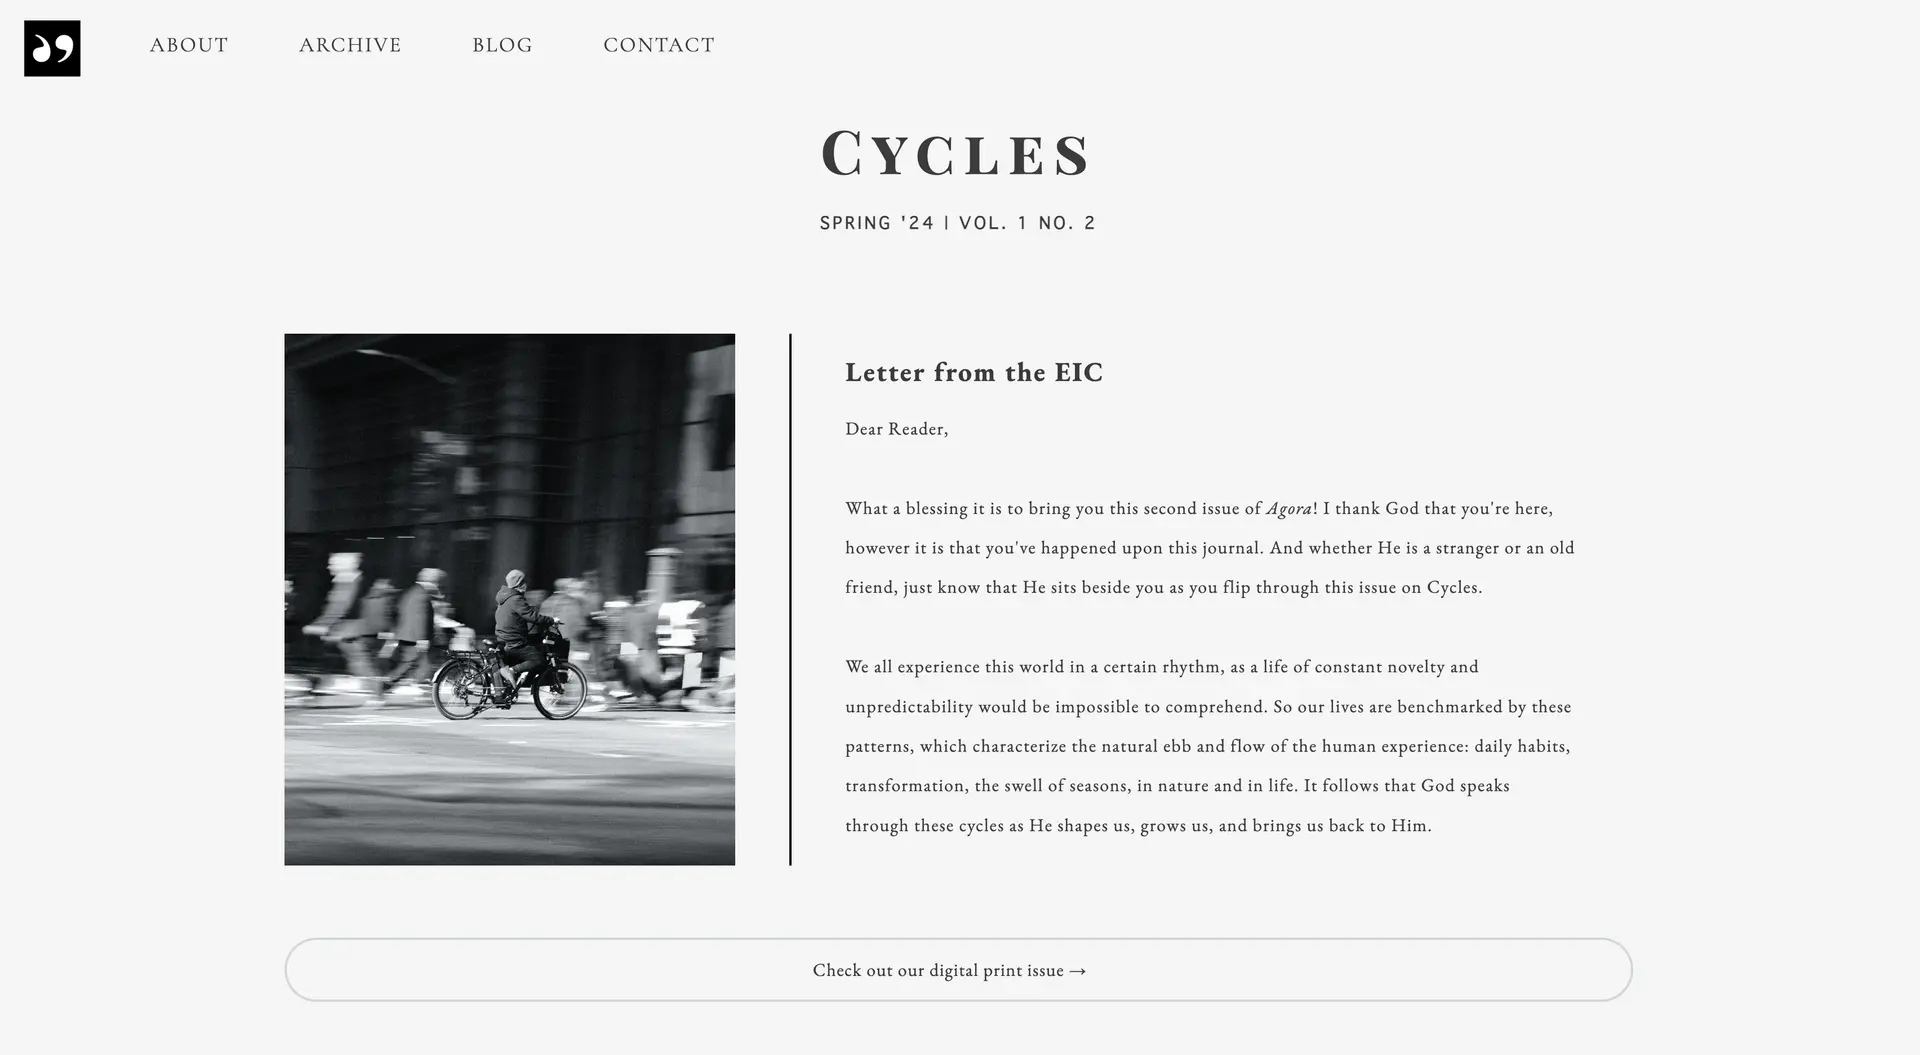 ABOUT
ARCHIVE
BLOG
CONTACT
CYCLES
SPRING '24 | VOL. 1 NO. 2
Letter from the EIC
Dear Reader,
What a blessing it is to bring you this second issue of Agora! I thank God that you're here,
however it is that you've happened upon this journal. And whether He is a stranger or an old
friend, just know that He sits beside you as you flip through this issue on Cycles.
We all experience this world in a certain rhythm, as a life of constant novelty and
unpredictability would be impossible to comprehend. So our lives are benchmarked by these
patterns, which characterize the natural ebb and flow of the human experience: daily habits,
transformation, the swell of seasons, in nature and in life. It follows that God speaks
through these cycles as He shapes us, grows us, and brings us back to Him.
Check out our digital print issue →